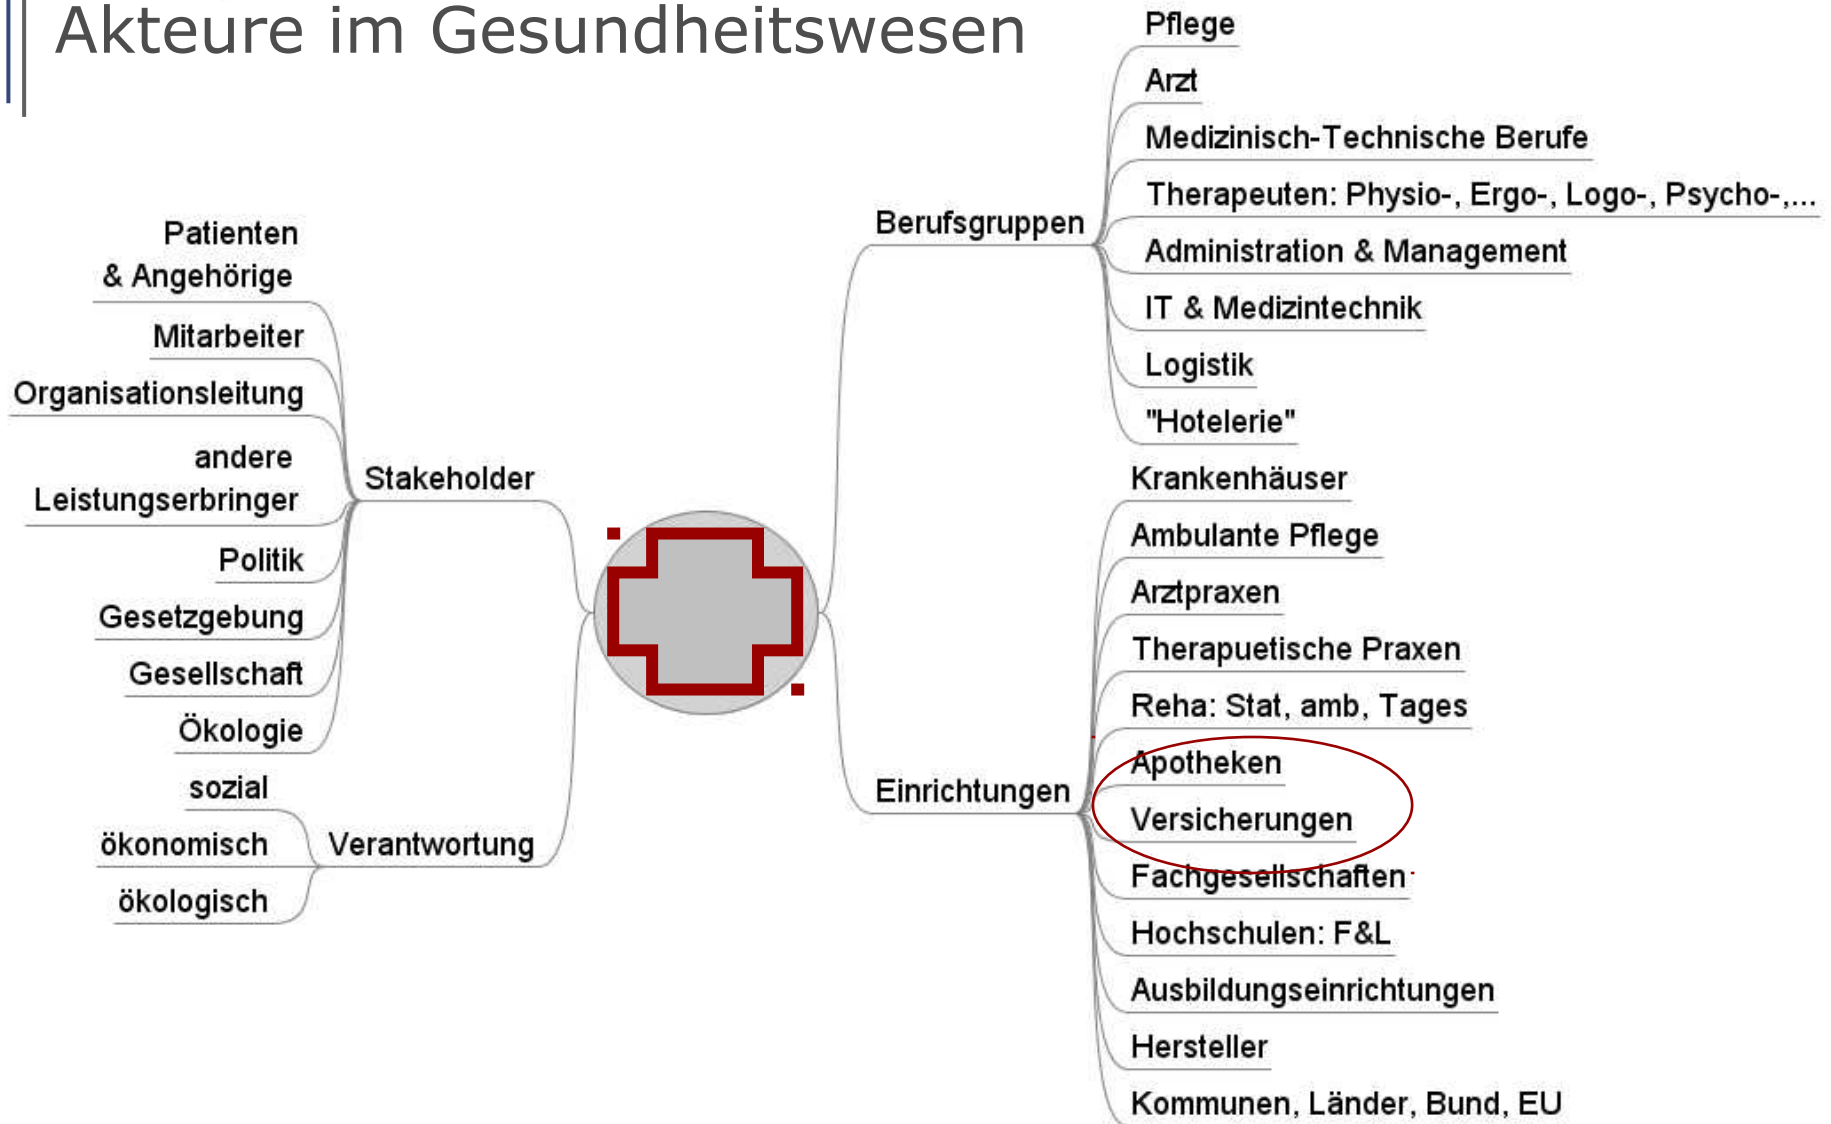 Akteure im Gesundheitswesen
Patienten
& Angehörige
Mitarbeiter
Organisationsleitung
andere
Leistungserbringer
Politik
Gesetzgebung
Gesellschaft
Ökologie
Stakeholder
sozial
ökonomisch
ökologisch
Verantwortung
Berufsgruppen
Pflege
Arzt
Medizinisch-Technische Berufe
Therapeuten: Physio-, Ergo-, Logo-, Psycho-,...
Administration & Management
IT & Medizintechnik
Logistik
"Hotelerie"
Einrichtungen
Krankenhäuser
Ambulante Pflege
Arztpraxen
Therapuetische Praxen
Reha: Stat, amb, Tages
Apotheken
Versicherungen
Fachgesellschaften
Hochschulen: F&L
Ausbildungseinrichtungen
Hersteller
Kommunen, Länder, Bund, EU